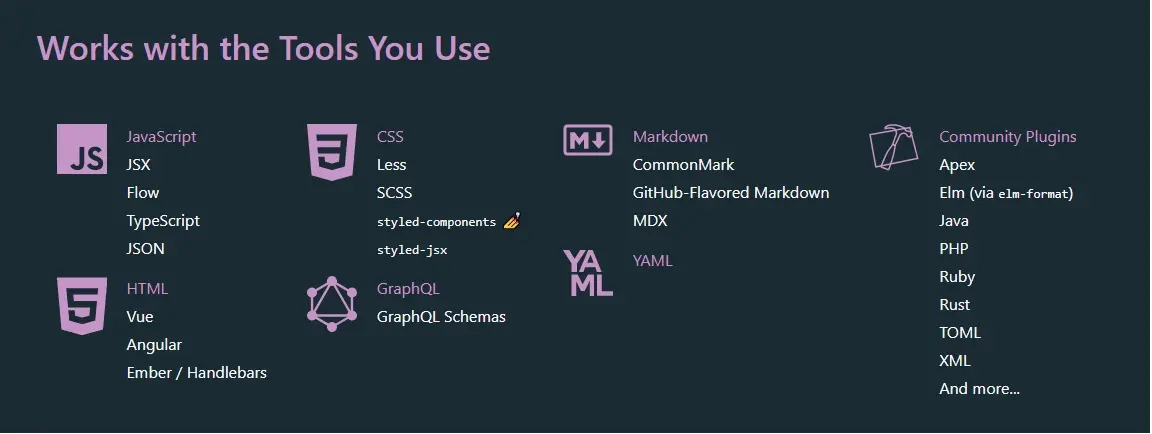 Works with the Tools You Use
JS
JavaScript
JSX
Flow
TypeScript
JSON
HTML
Vue
Angular
Ember / Handlebars
CSS
Less
SCSS
styled-components 💅
styled-jsx
GraphQL
GraphQL Schemas
M
Markdown
CommonMark
GitHub-Flavored Markdown
MDX
YA
ML
YAML
Community Plugins
Apex
Elm (via elm-format)
Java
PHP
Ruby
Rust
TOML
XML
And more...